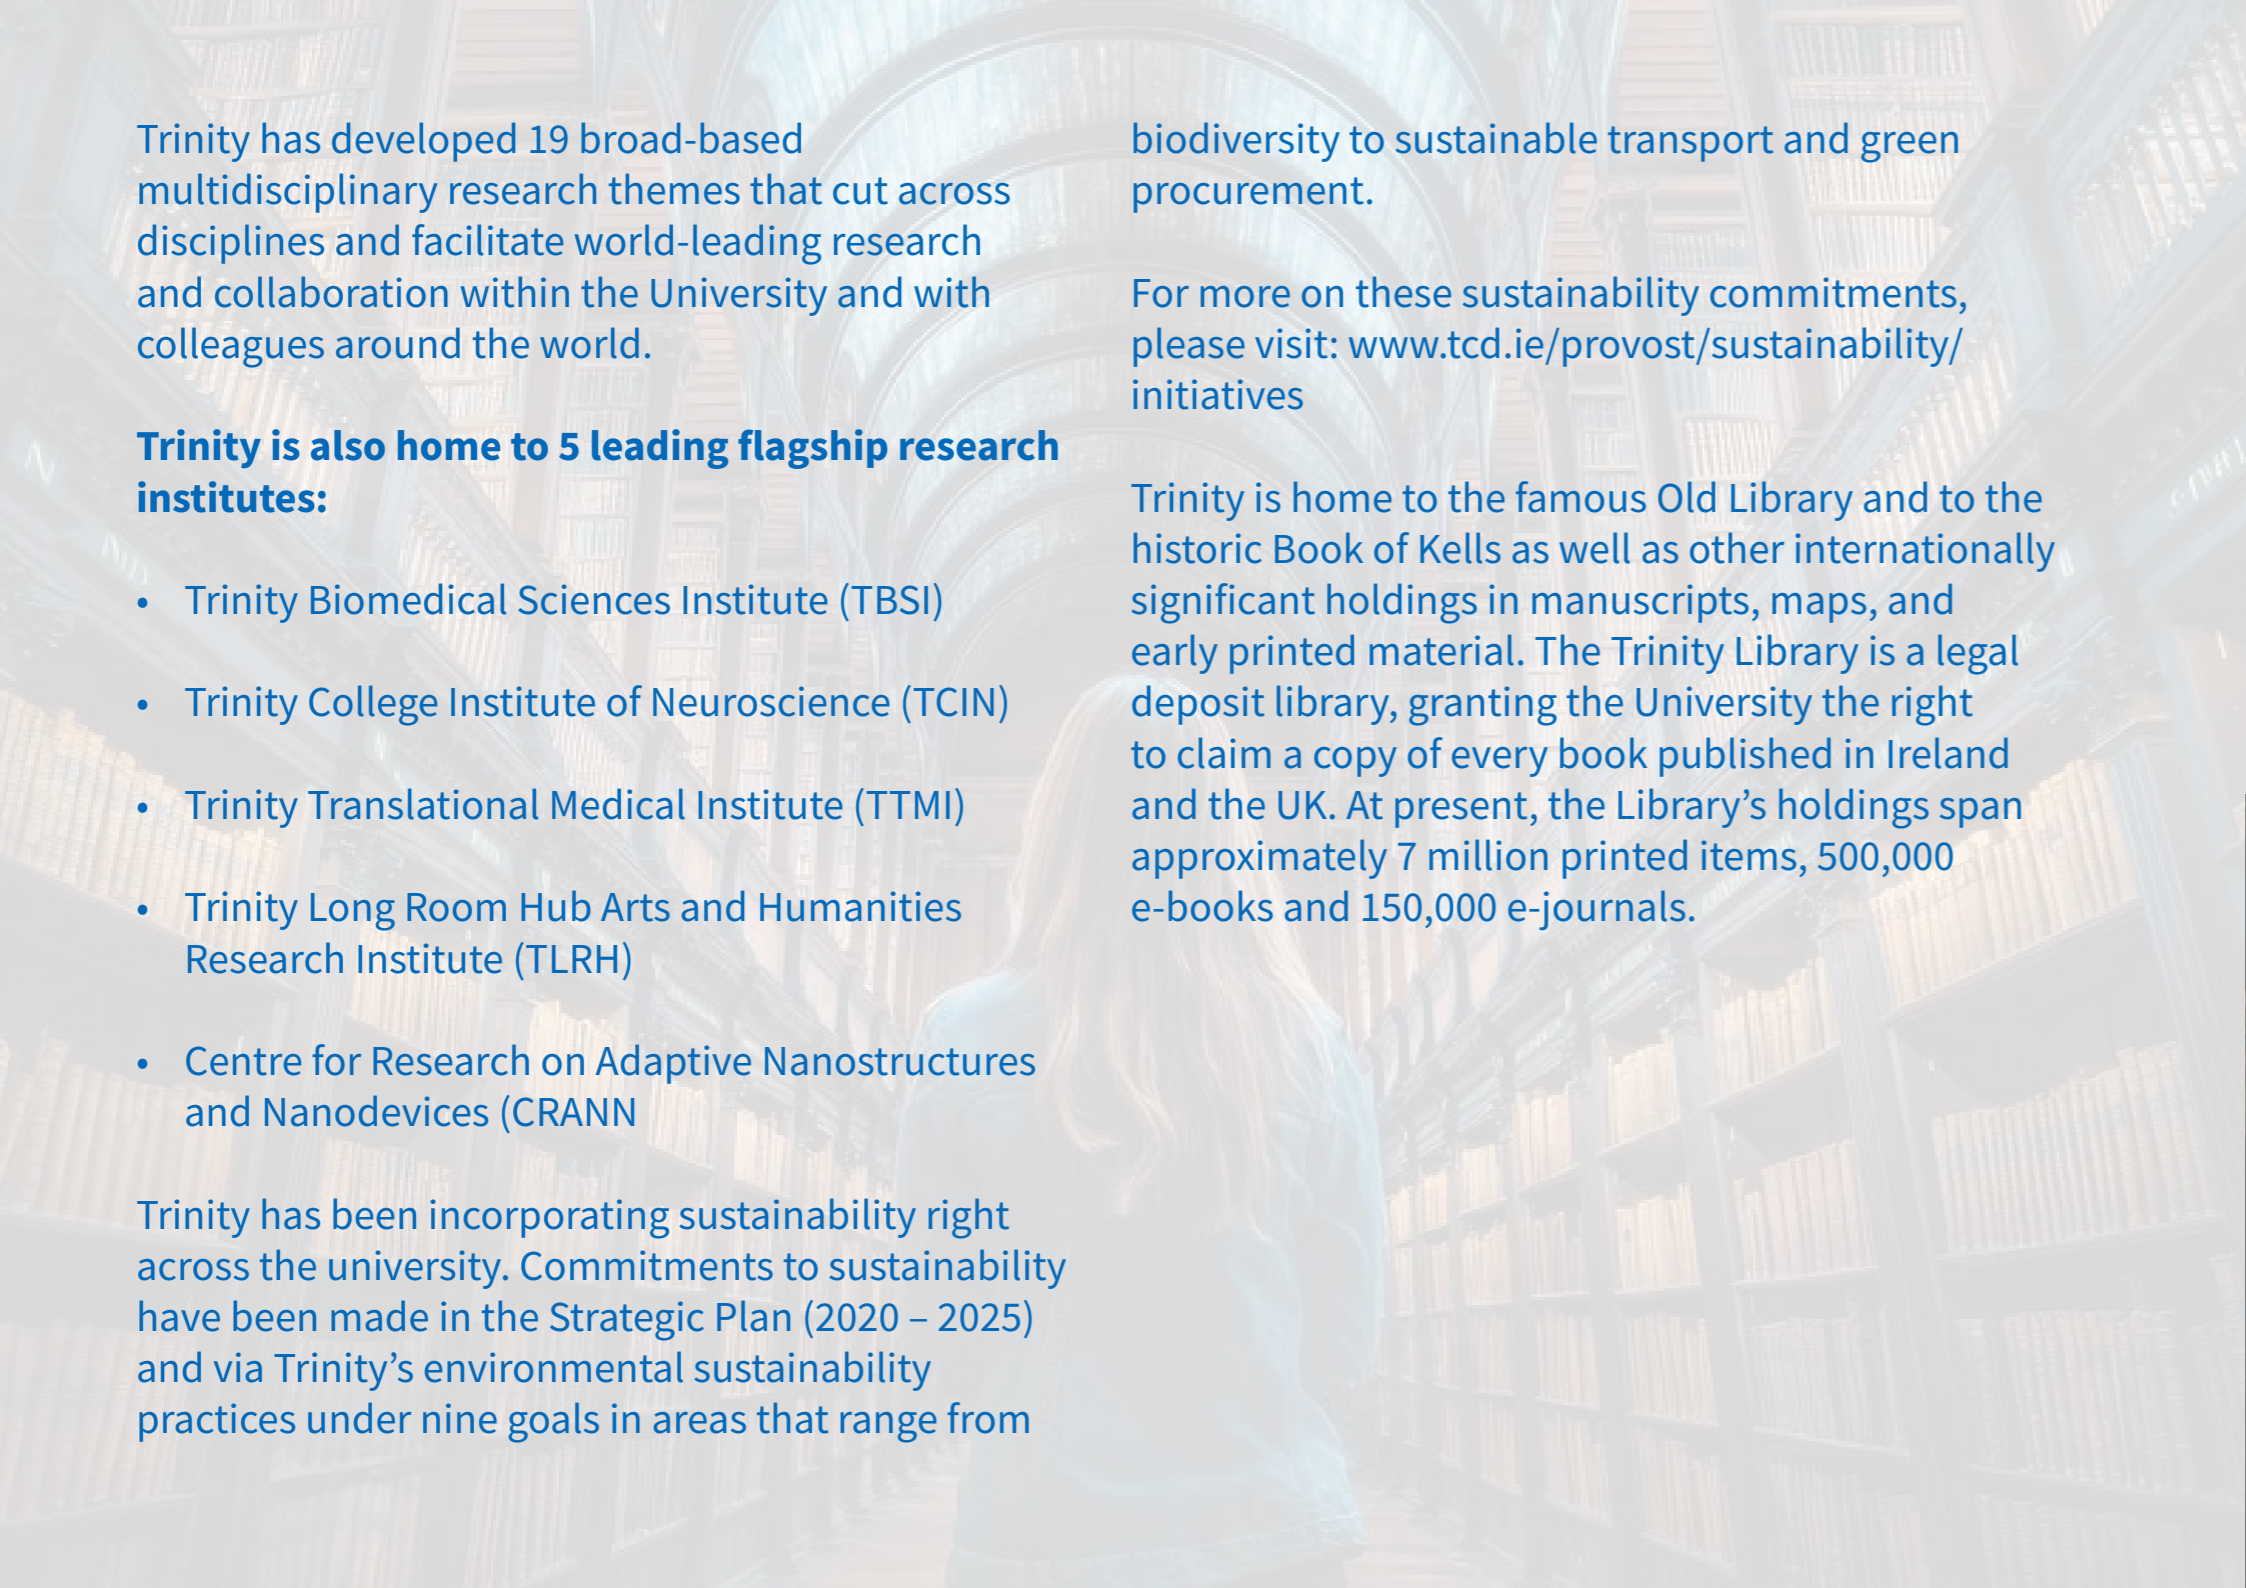 Trinity has developed 19 broad-based
multidisciplinary research themes that cut across
disciplines and facilitate world-leading research
and collaboration within the University and with
colleagues around the world.
Trinity is also home to 5 leading flagship research
institutes:
• Trinity Biomedical Sciences Institute (TBSI)
• Trinity College Institute of Neuroscience (TCIN)
• Trinity Translational Medical Institute (TTMI)
• Trinity Long Room Hub Arts and Humanities
Research Institute (TLRH)
• Centre for Research on Adaptive Nanostructures
and Nanodevices (CRANN
Trinity has been incorporating sustainability right
across the university. Commitments to sustainability
have been made in the Strategic Plan (2020 – 2025)
and via Trinity’s environmental sustainability
practices under nine goals in areas that range from
biodiversity to sustainable transport and green
procurement.
For more on these sustainability commitments,
please visit: www.tcd.ie/provost/sustainability/
initiatives
Trinity is home to the famous Old Library and to the
historic Book of Kells as well as other internationally
significant holdings in manuscripts, maps, and
early printed material. The Trinity Library is a legal
deposit library, granting the University the right
to claim a copy of every book published in Ireland
and the UK. At present, the Library’s holdings span
approximately 7 million printed items, 500,000
e-books and 150,000 e-journals.